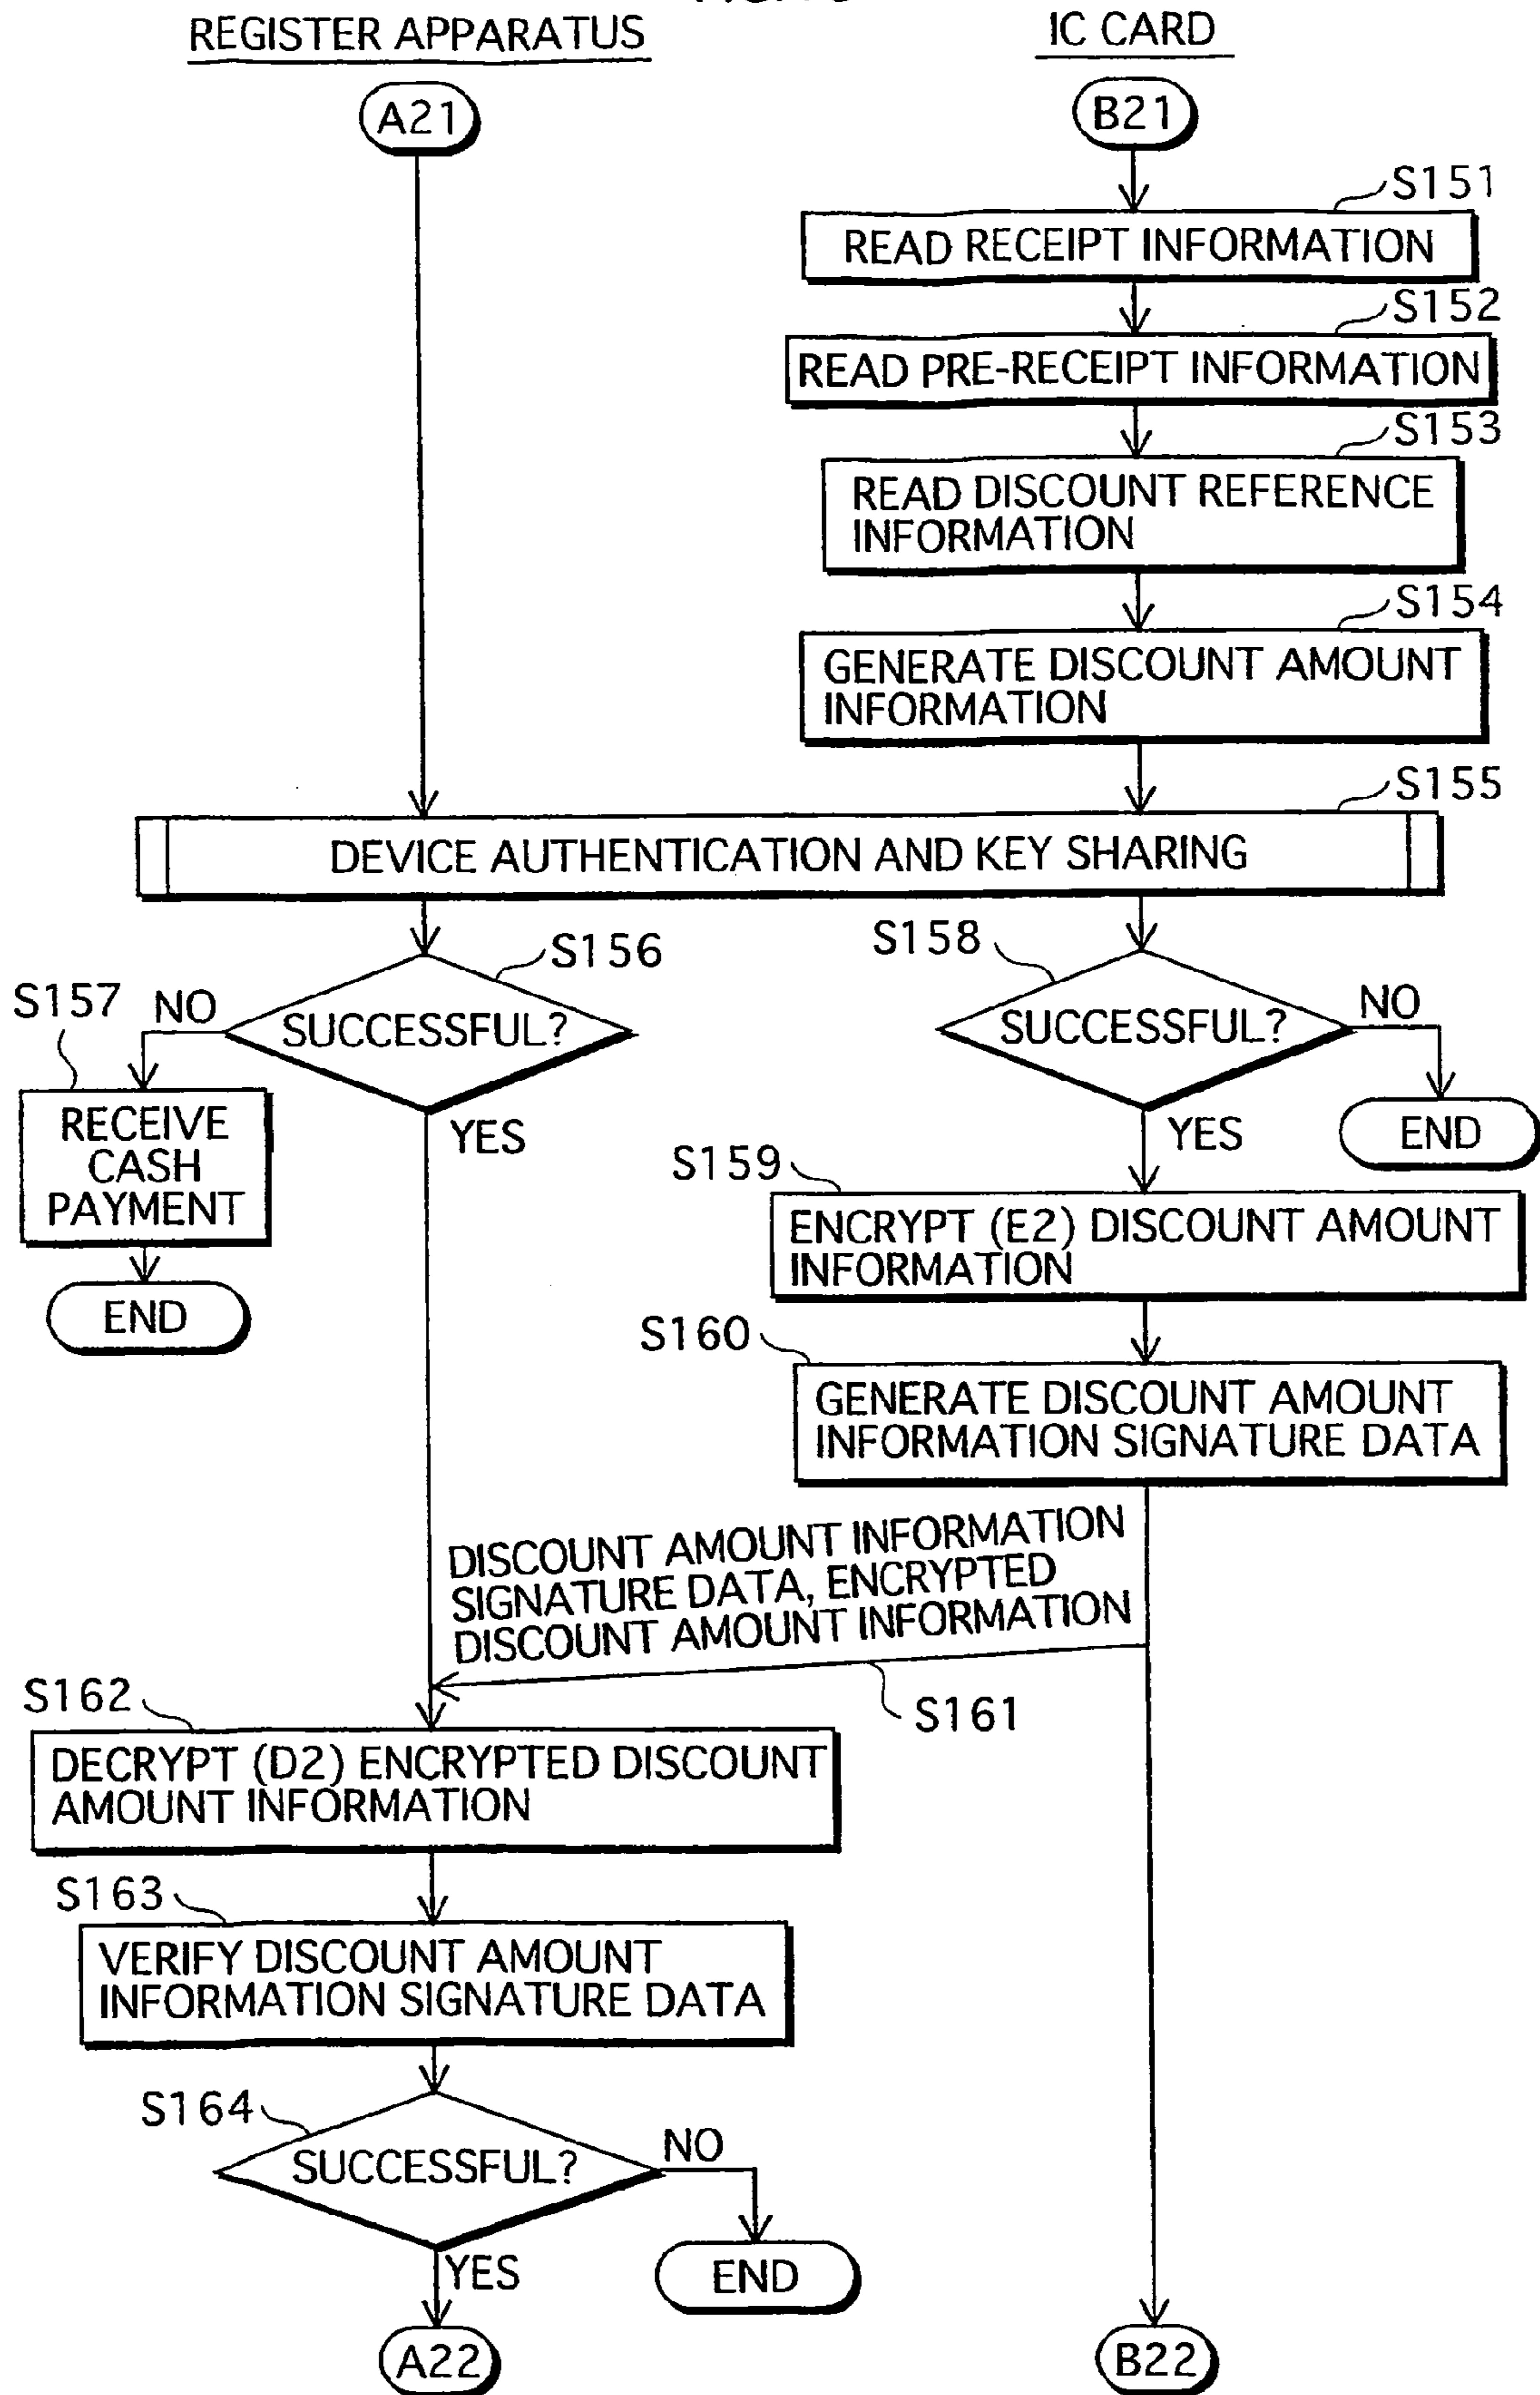 REGISTER APPARATUS
IC CARD
A21
B21
S151
READ RECEIPT INFORMATION
S152
READ PRE-RECEIPT INFORMATION
S153
READ DISCOUNT REFERENCE
INFORMATION
S154
GENERATE DISCOUNT AMOUNT
INFORMATION
S155
DEVICE AUTHENTICATION AND KEY SHARING
S156
S158
S157
NO
SUCCESSFUL?
SUCCESSFUL?
NO
RECEIVE
CASH
PAYMENT
YES
YES
END
END
S159
ENCRYPT (E2) DISCOUNT AMOUNT
INFORMATION
S160
GENERATE DISCOUNT AMOUNT
INFORMATION SIGNATURE DATA
DISCOUNT AMOUNT INFORMATION
SIGNATURE DATA, ENCRYPTED
DISCOUNT AMOUNT INFORMATION
S161
S162
DECRYPT (D2) ENCRYPTED DISCOUNT
AMOUNT INFORMATION
S163
VERIFY DISCOUNT AMOUNT
INFORMATION SIGNATURE DATA
S164
SUCCESSFUL?
NO
YES
END
A22
B22